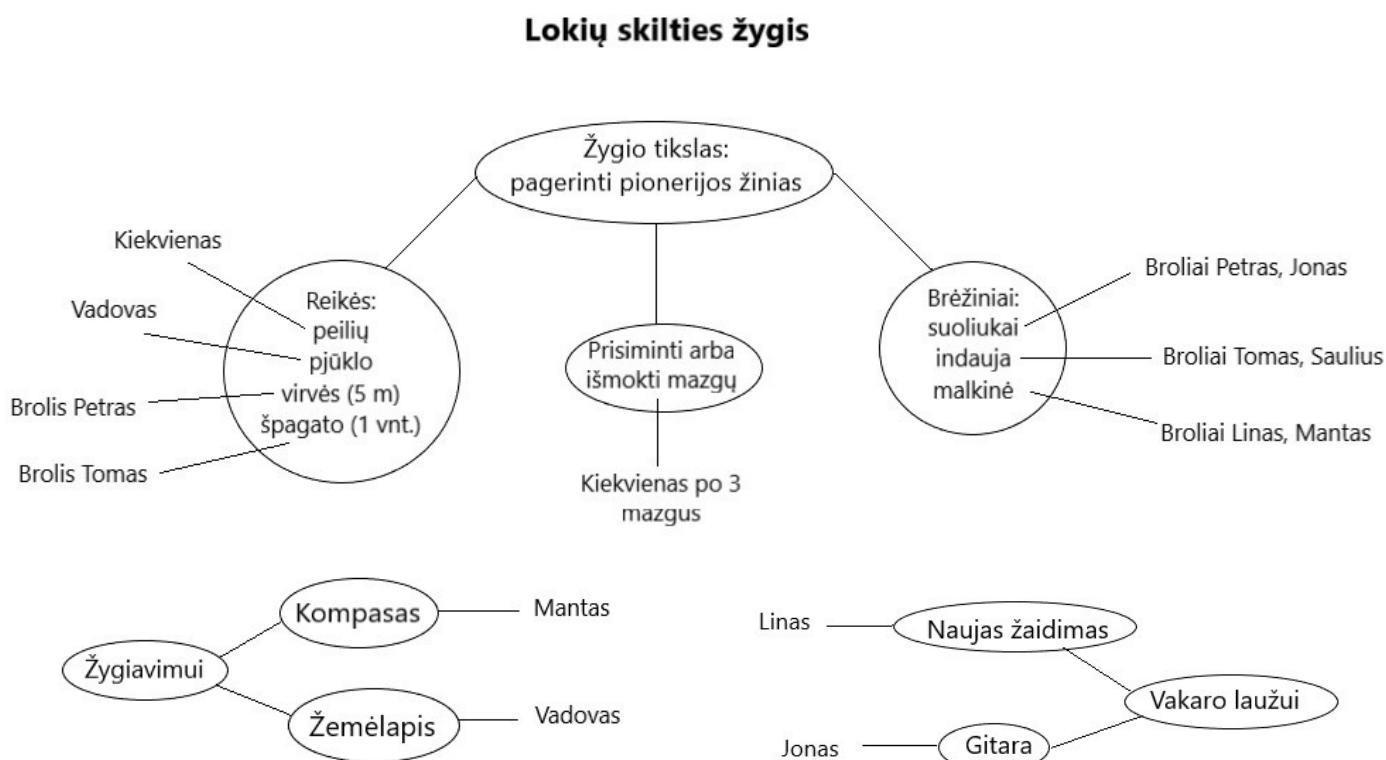 Lokių skilties žygis
Žygio tikslas:
pagerinti pionerijos žinias
Kiekvienas
Vadovas
Brolis Petras
Brolis Tomas
Reikės:
peilių
pjūklo
virvės (5 m)
špagato (1 vnt.)
Prisiminti arba
išmokti mazgų
Kiekvienas po 3
mazgus
Brėžiniai:
suoliukai
indauja
malkinė
Broliai Petras, Jonas
Broliai Tomas, Saulius
Broliai Linas, Mantas
Žygiavimui
Kompasas
Mantas
Žemėlapis
Vadovas
Linas
Naujas žaidimas
Vakaro laužui
Jonas
Gitara